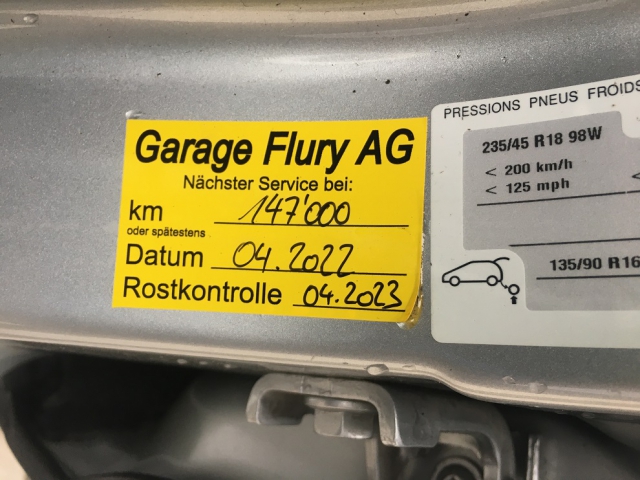 Garage Flury AG
Nächster Service bei:
km 147'000
oder spätestens
Datum 04.2022
Rostkontrolle 04.2023
PRESSIONS PNEUS FROIDS
235/45 R18 98W
< 200 km/h
< 125 mph
<
135/90 R16